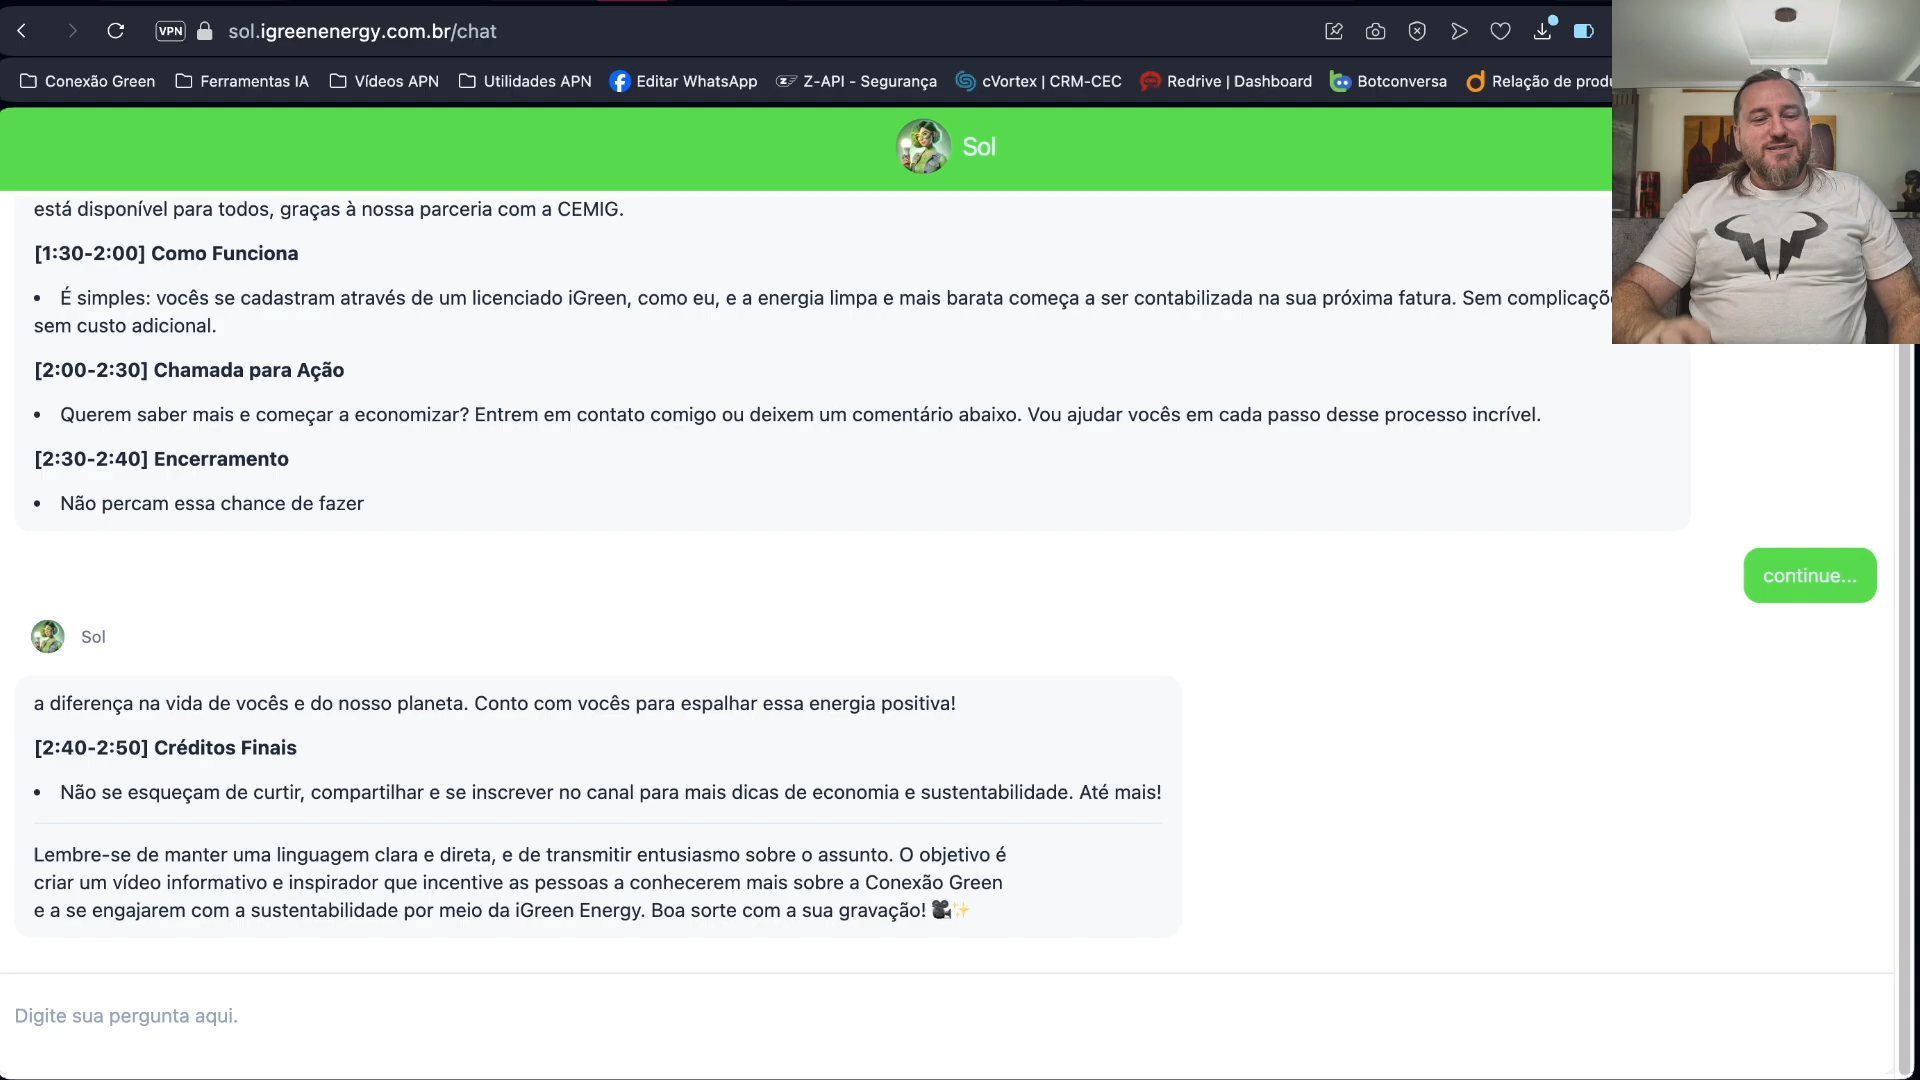 VPN sol.igreenenergy.com.br/chat
Conexão Green Ferramentas IA Vídeos APN Utilidades APN Editar WhatsApp Z-API - Segurança cVortex | CRM-CEC Redrive | Dashboard Botconversa Relação de produ
Sol
está disponível para todos, graças à nossa parceria com a CEMIG.
[1:30-2:00] Como Funciona
• É simples: vocês se cadastram através de um licenciado iGreen, como eu, e a energia limpa e mais barata começa a ser contabilizada na sua próxima fatura. Sem complicaçõ
sem custo adicional.
[2:00-2:30] Chamada para Ação
• Querem saber mais e começar a economizar? Entrem em contato comigo ou deixem um comentário abaixo. Vou ajudar vocês em cada passo desse processo incrível.
[2:30-2:40] Encerramento
• Não percam essa chance de fazer
continue...
Sol
a diferença na vida de vocês e do nosso planeta. Conto com vocês para espalhar essa energia positiva!
[2:40-2:50] Créditos Finais
• Não se esqueçam de curtir, compartilhar e se inscrever no canal para mais dicas de economia e sustentabilidade. Até mais!
Lembre-se de manter uma linguagem clara e direta, e de transmitir entusiasmo sobre o assunto. O objetivo é
criar um vídeo informativo e inspirador que incentive as pessoas a conhecerem mais sobre a Conexão Green
e a se engajarem com a sustentabilidade por meio da iGreen Energy. Boa sorte com a sua gravação! 🎥✨
Digite sua pergunta aqui.